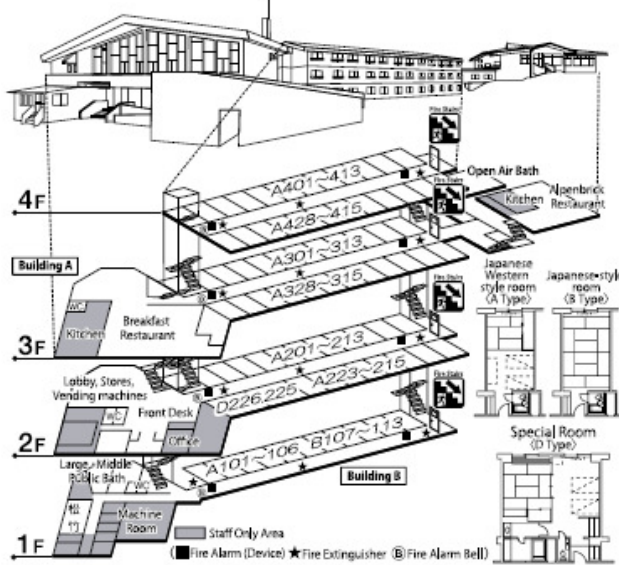 Fire Stairs
Open Air Bath
Fire Stairs
4F
A401~413
Kitchen
Alpenbrick
Restaurant
A428~415
Building A
A301~313
Fire Stairs
Japanese
Western
style room
(A Type)
Japanese-style
room
(B Type)
A328~315
WC
Kitchen
Breakfast
Restaurant
3F
A201~213
Fire Stairs
Lobby, Stores,
Vending machines
D226,225 A223~215
WC
Front Desk
Office
2F
Special Room
(D Type)
Large・Middle
Public Bath
WC
A101~106 B107~113
Building B
Machine
Room
Staff Only Area
1F
(■ Fire Alarm (Device) ★ Fire Extinguisher Ⓑ Fire Alarm Bell)